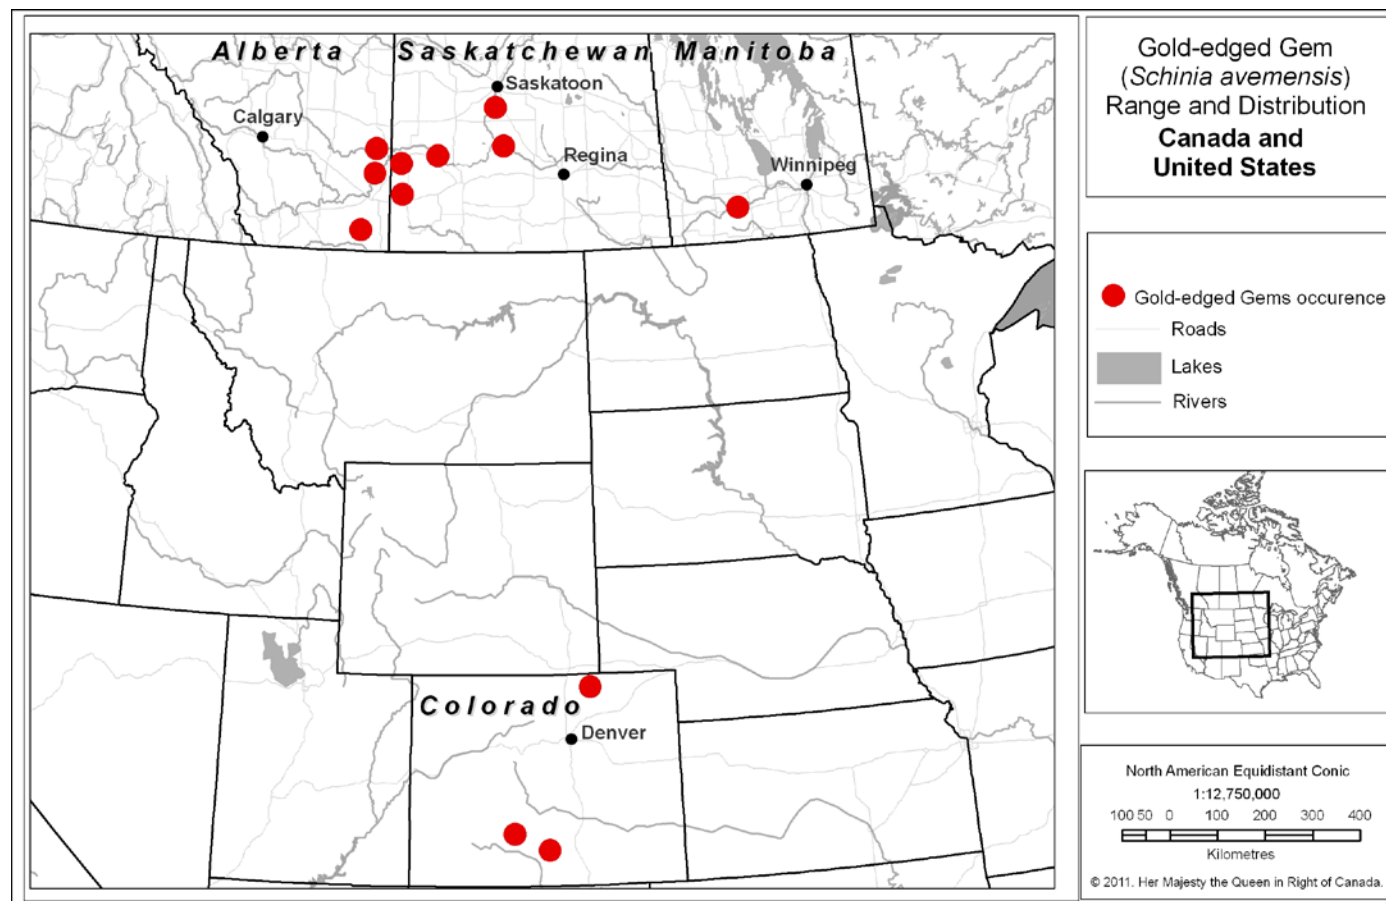 Alberta
Saskatchewan
Manitoba
Saskatoon
Calgary
Regina
Winnipeg
Colorado
Denver
Gold-edged Gem
(Schinia avemensis)
Range and Distribution
Canada and
United States
Gold-edged Gems occurence
Roads
Lakes
Rivers
North American Equidistant Conic
1:12,750,000
100 50 0 100 200 300 400
Kilometres
© 2011. Her Majesty the Queen in Right of Canada.